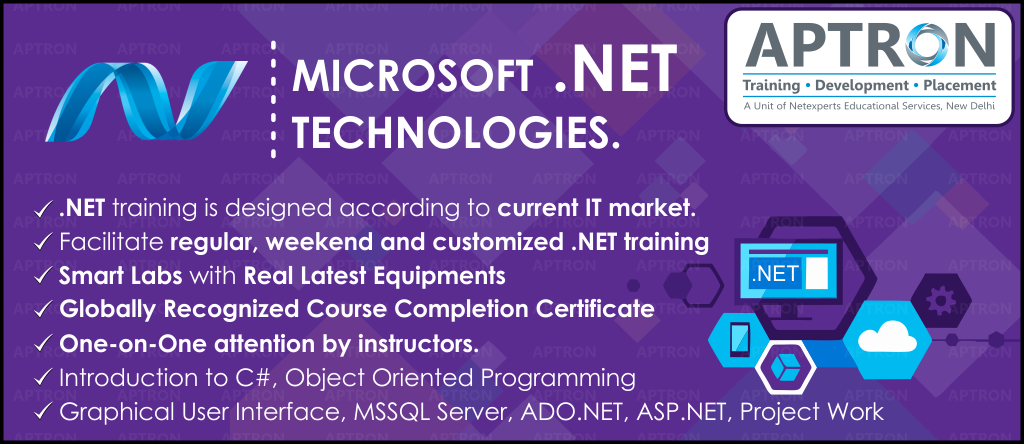 MICROSOFT .NET
TECHNOLOGIES.
APTRON
Training • Development • Placement
A Unit of Netexperts Educational Services, New Delhi
✓ .NET training is designed according to current IT market.
✓ Facilitate regular, weekend and customized .NET training
✓ Smart Labs with Real Latest Equipments
✓ Globally Recognized Course Completion Certificate
✓ One-on-One attention by instructors.
✓ Introduction to C#, Object Oriented Programming
✓ Graphical User Interface, MSSQL Server, ADO.NET, ASP.NET, Project Work
.NET